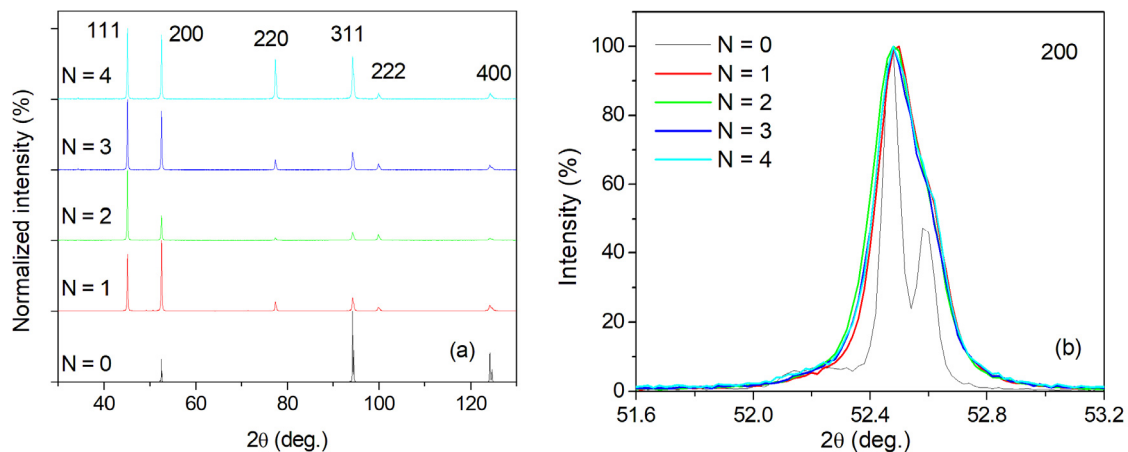 111
200
220
311
222
400
N = 4
N = 3
N = 2
N = 1
N = 0
(a)
Normalized intensity (%)
40
60
80
100
120
2θ (deg.)
100
80
60
40
20
0
Intensity (%)
N = 0
N = 1
N = 2
N = 3
N = 4
200
(b)
51.6
52.0
52.4
52.8
53.2
2θ (deg.)